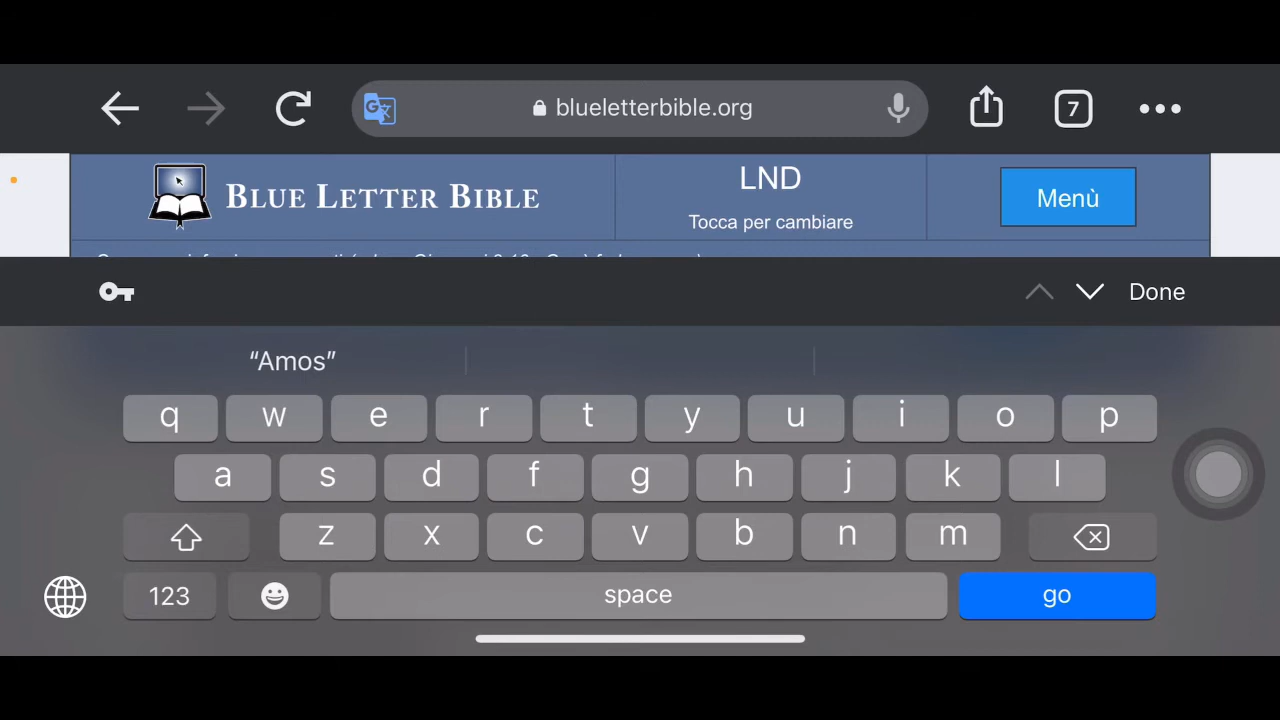 blueletterbible.org
7
BLUE LETTER BIBLE
LND
Tocca per cambiare
Menù
Done
“Amos”
q w e r t y u i o p
a s d f g h j k l
z x c v b n m
123
space
go